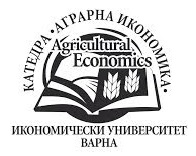 КАТЕДРА • АГРАРНА ИКОНОМИКА •
Agricultural
Economics
ИКОНОМИЧЕСКИ УНИВЕРСИТЕТ
ВАРНА